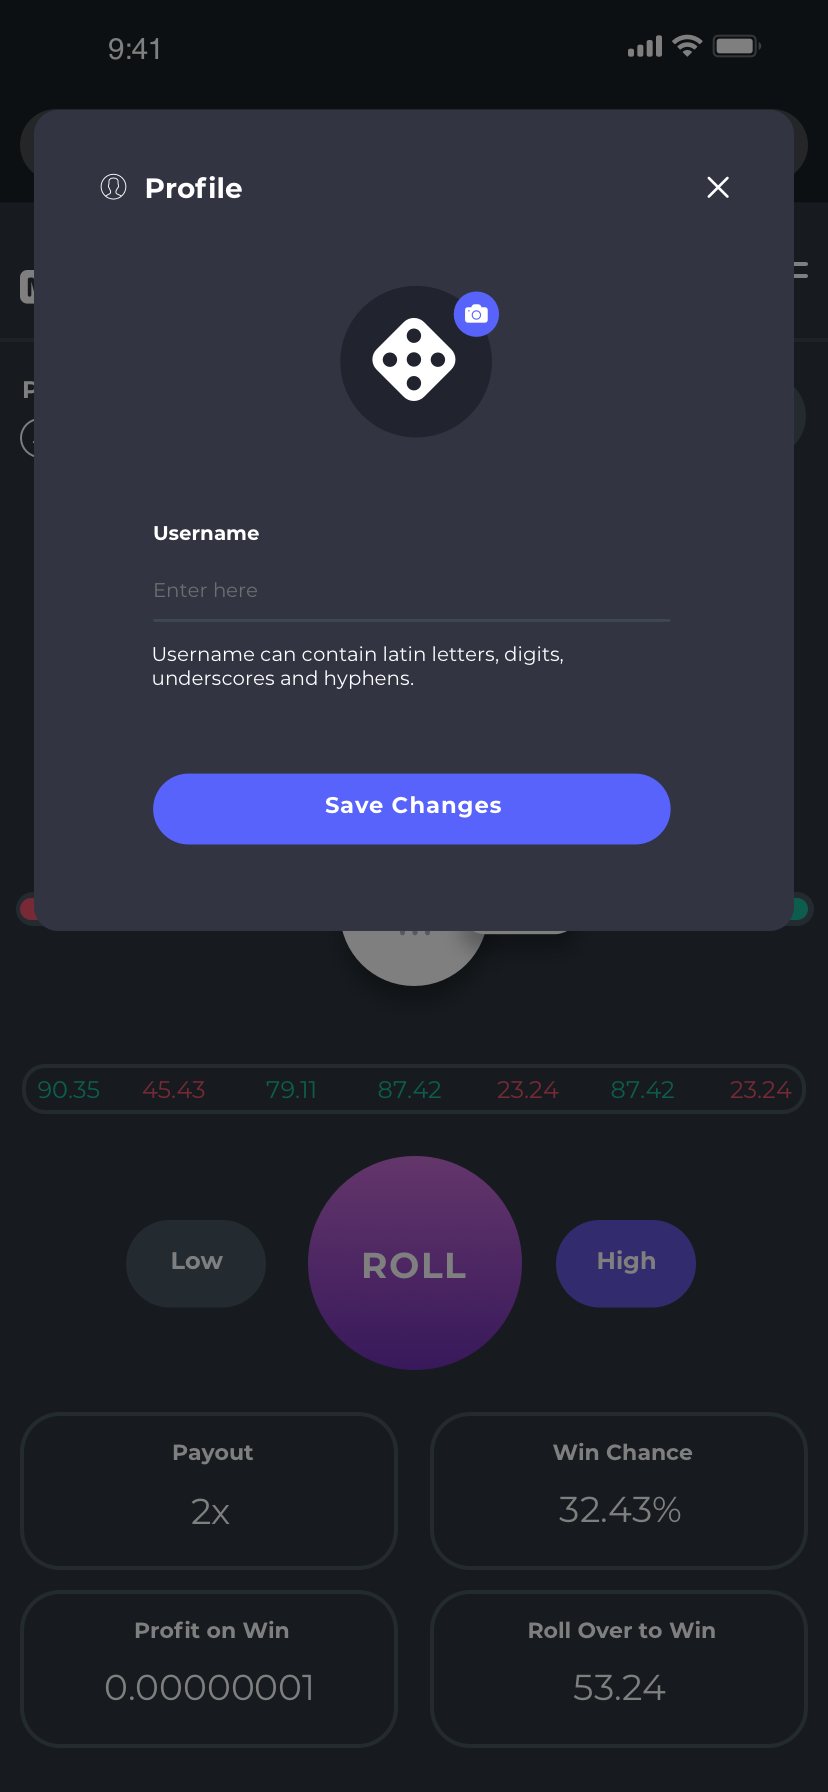 9:41
Profile
Username
Enter here
Username can contain latin letters, digits,
underscores and hyphens.
Save Changes
90.35 45.43 79.11 87.42 23.24 87.42 23.24
Low ROLL High
Payout Win Chance
2x 32.43%
Profit on Win Roll Over to Win
0.00000001 53.24